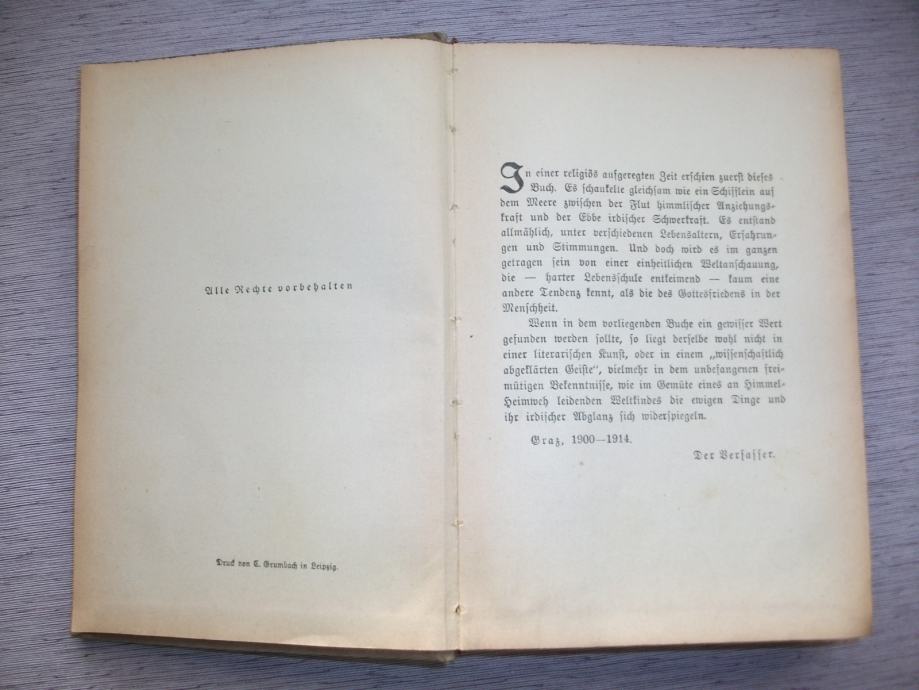 Alle Rechte vorbehalten
Druck von C. Grumbach in Leipzig.
In einer religiös aufgeregten Zeit erschien zuerst dieses
Buch. Es schaukelte gleichsam wie ein Schifflein auf
dem Meere zwischen der Flut himmlischer Anziehungs-
kraft und der Ebbe irdischer Schwerkraft. Es entstand
allmählich, unter verschiedenen Lebensaltern, Erfahrun-
gen und Stimmungen. Und doch wird es im ganzen
getragen sein von einer einheitlichen Weltanschauung,
die — harter Lebensschule entkeimend — kaum eine
andere Tendenz kennt, als die des Gottesfriedens in der
Menschheit.
Wenn in dem vorliegenden Buche ein gewisser Wert
gefunden werden sollte, so liegt derselbe wohl nicht in
einer literarischen Kunst, oder in einem „wissenschaftlich
abgeklärten Geiste“, vielmehr in dem unbefangenen frei-
mütigen Bekenntnisse, wie im Gemüte eines an Himmel-
Heimweh leidenden Weltkindes die ewigen Dinge und
ihr irdischer Abglanz sich widerspiegeln.
Graz, 1900—1914.
Der Verfasser.